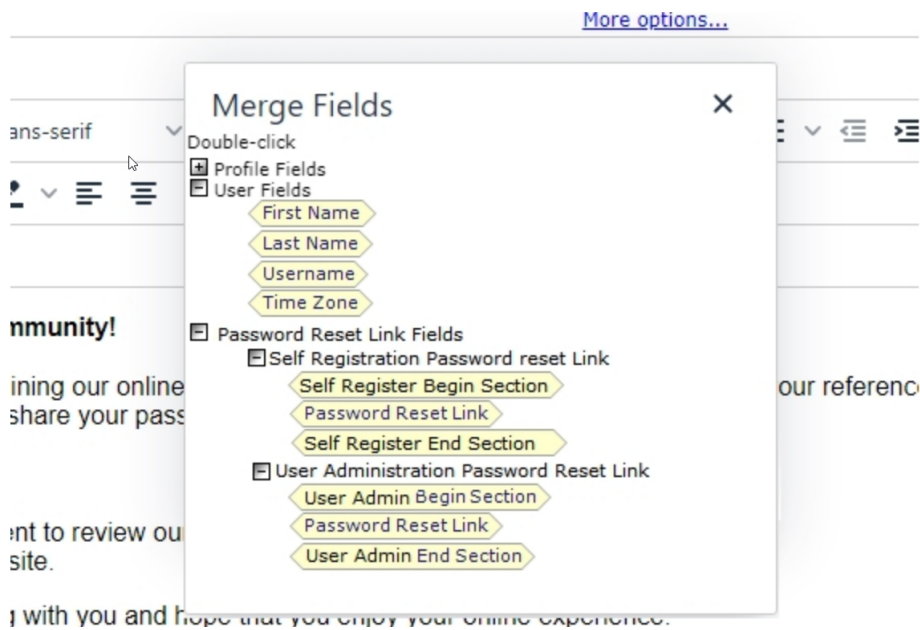 More options...
Merge Fields
ans-serif
Double-click
Profile Fields
User Fields
First Name
Last Name
Username
Time Zone
mmunity!
Password Reset Link Fields
Self Registration Password reset Link
ining our online our referenc
Self Register Begin Section
share your pass
Password Reset Link
Self Register End Section
User Administration Password Reset Link
User Admin Begin Section
ent to review ou
Password Reset Link
site.
User Admin End Section
g with you and hope that you enjoy your online experience.